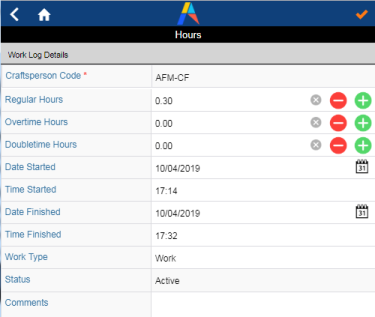 Hours
Work Log Details
Craftsperson Code *
AFM-CF
Regular Hours
0.30
Overtime Hours
0.00
Doubletime Hours
0.00
Date Started
10/04/2019
31
Time Started
17:14
Date Finished
10/04/2019
31
Time Finished
17:32
Work Type
Work
Status
Active
Comments